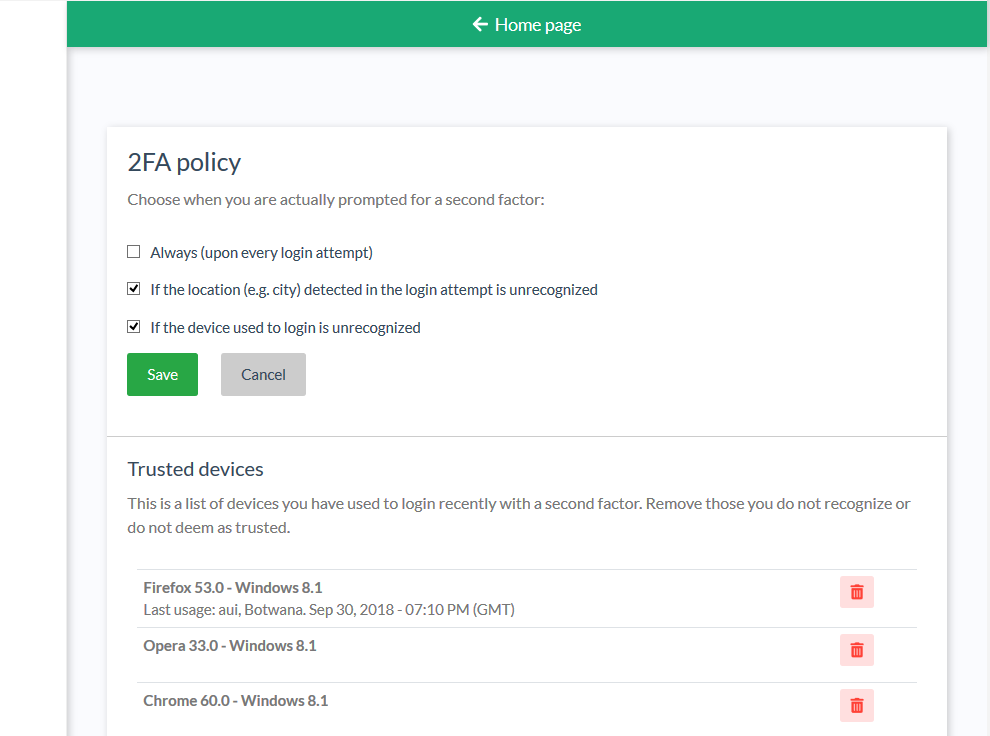 Home page
2FA policy
Choose when you are actually prompted for a second factor:
Always (upon every login attempt)
If the location (e.g. city) detected in the login attempt is unrecognized
If the device used to login is unrecognized
Save
Cancel
Trusted devices
This is a list of devices you have used to login recently with a second factor. Remove those you do not recognize or
do not deem as trusted.
Firefox 53.0 - Windows 8.1
Last usage: aui, Botwana. Sep 30, 2018 - 07:10 PM (GMT)
Opera 33.0 - Windows 8.1
Chrome 60.0 - Windows 8.1